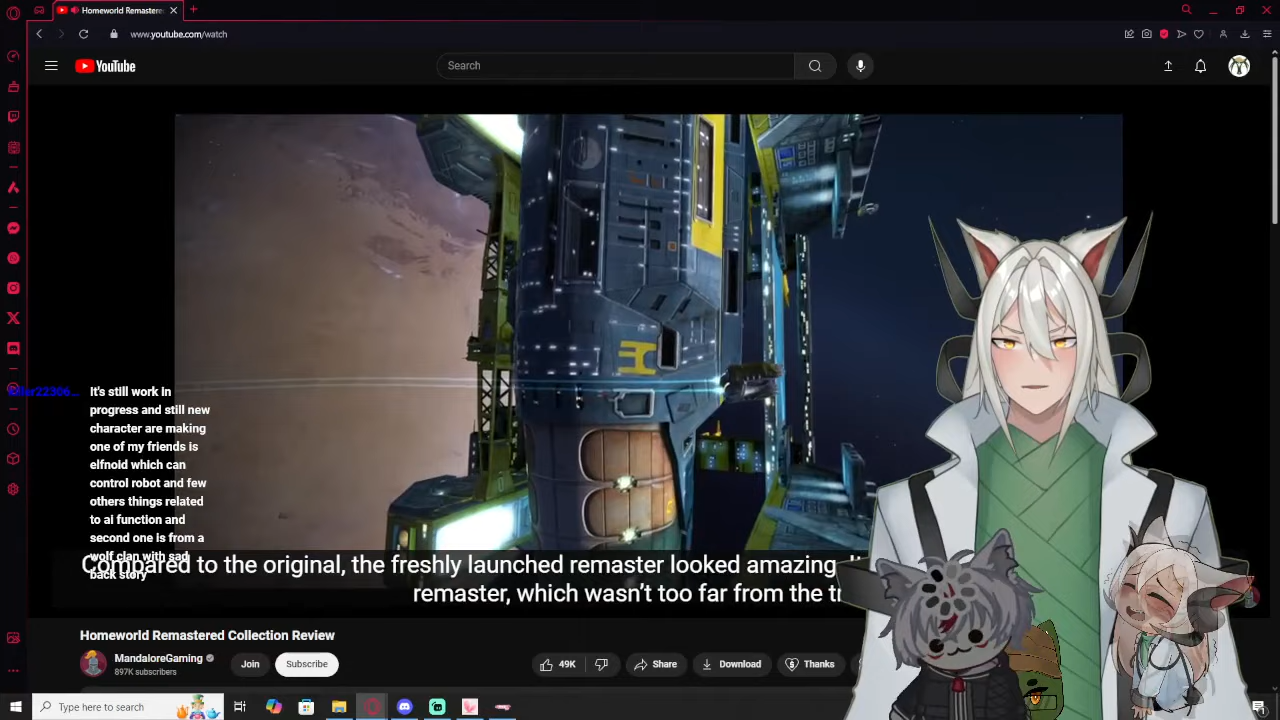 Homeworld Remastere
www.youtube.com/watch
YouTube
Search
It's still work in
progress and still new
character are making
one of my friends is
elfnoid which can
control robot and few
others things related
to ai function and
second one is from a
wolf clan with sad
back story
Compared to the original, the freshly launched remaster looked amazing
remaster, which wasn't too far from the
Homeworld Remastered Collection Review
MandaloreGaming
897K subscribers
Join
Subscribe
49K
Share
Download
Thanks
Type here to search